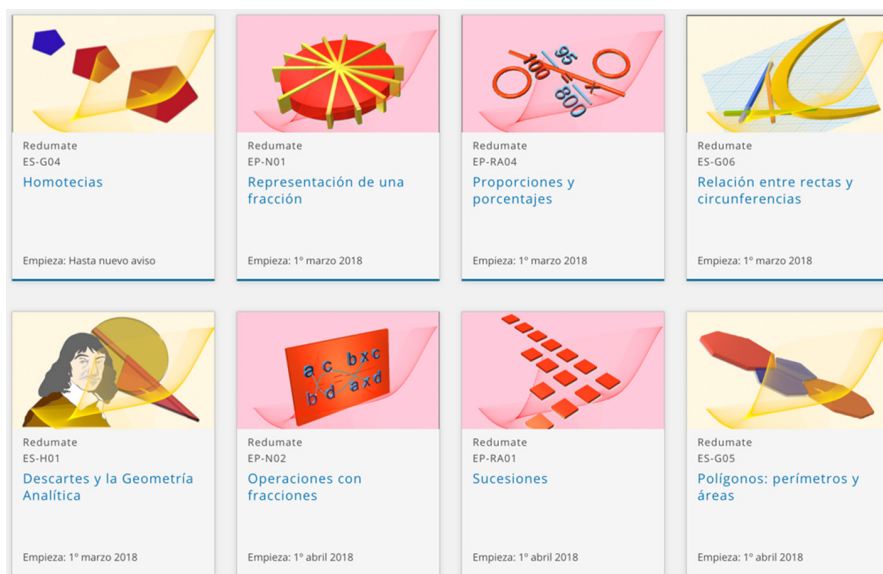 95
100 = x
800
Redumate
ES-G04
Homotecias
Empieza: Hasta nuevo aviso
Redumate
EP-N01
Representación de una
fracción
Empieza: 1º marzo 2018
Redumate
EP-RA04
Proporciones y
porcentajes
Empieza: 1º marzo 2018
Redumate
ES-G06
Relación entre rectas y
circunferencias
Empieza: 1º marzo 2018
a c bxc
b d axd
Redumate
ES-H01
Descartes y la Geometría
Analítica
Empieza: 1º marzo 2018
Redumate
EP-N02
Operaciones con
fracciones
Empieza: 1º abril 2018
Redumate
EP-RA01
Sucesiones
Empieza: 1º abril 2018
Redumate
ES-G05
Polígonos: perímetros y
áreas
Empieza: 1º abril 2018